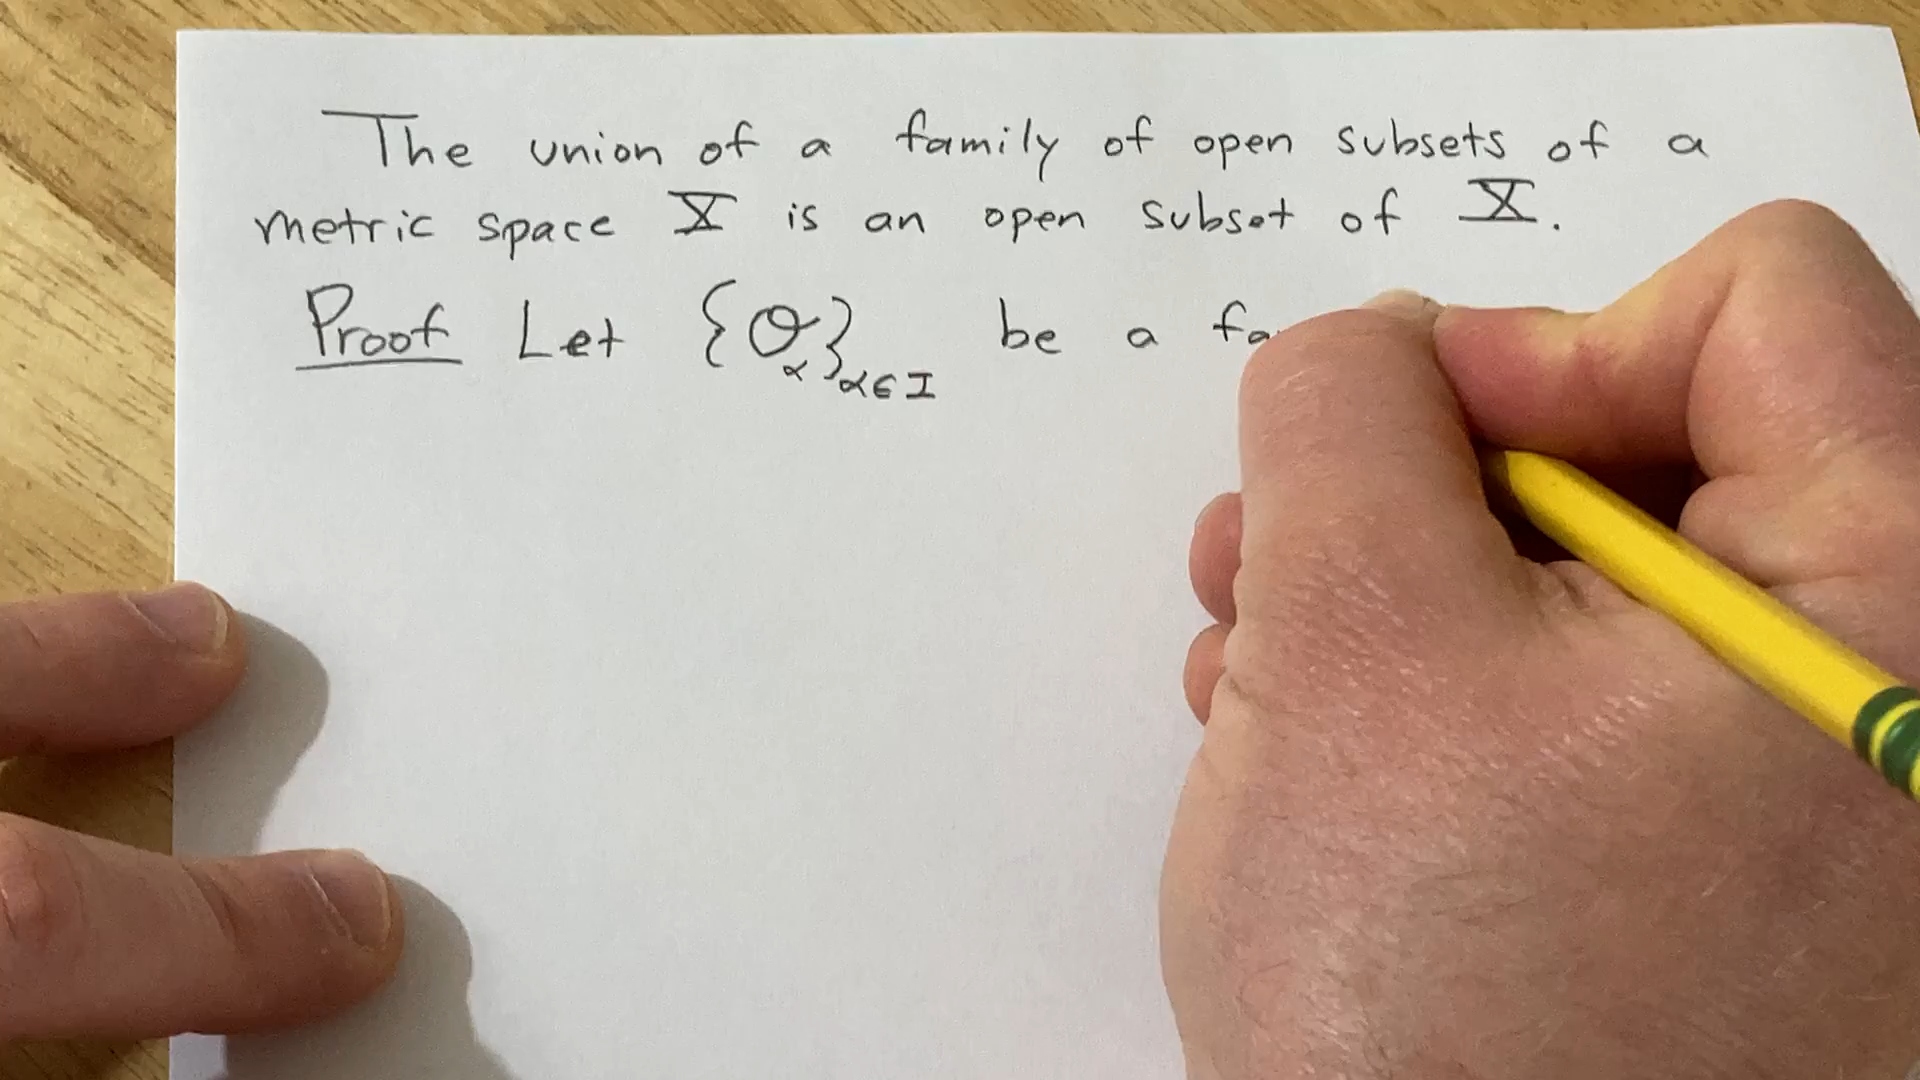 The union of a family of open subsets of a
metric space X is an open subset of X.
Proof Let {O_α}_{α∈I} be a fa